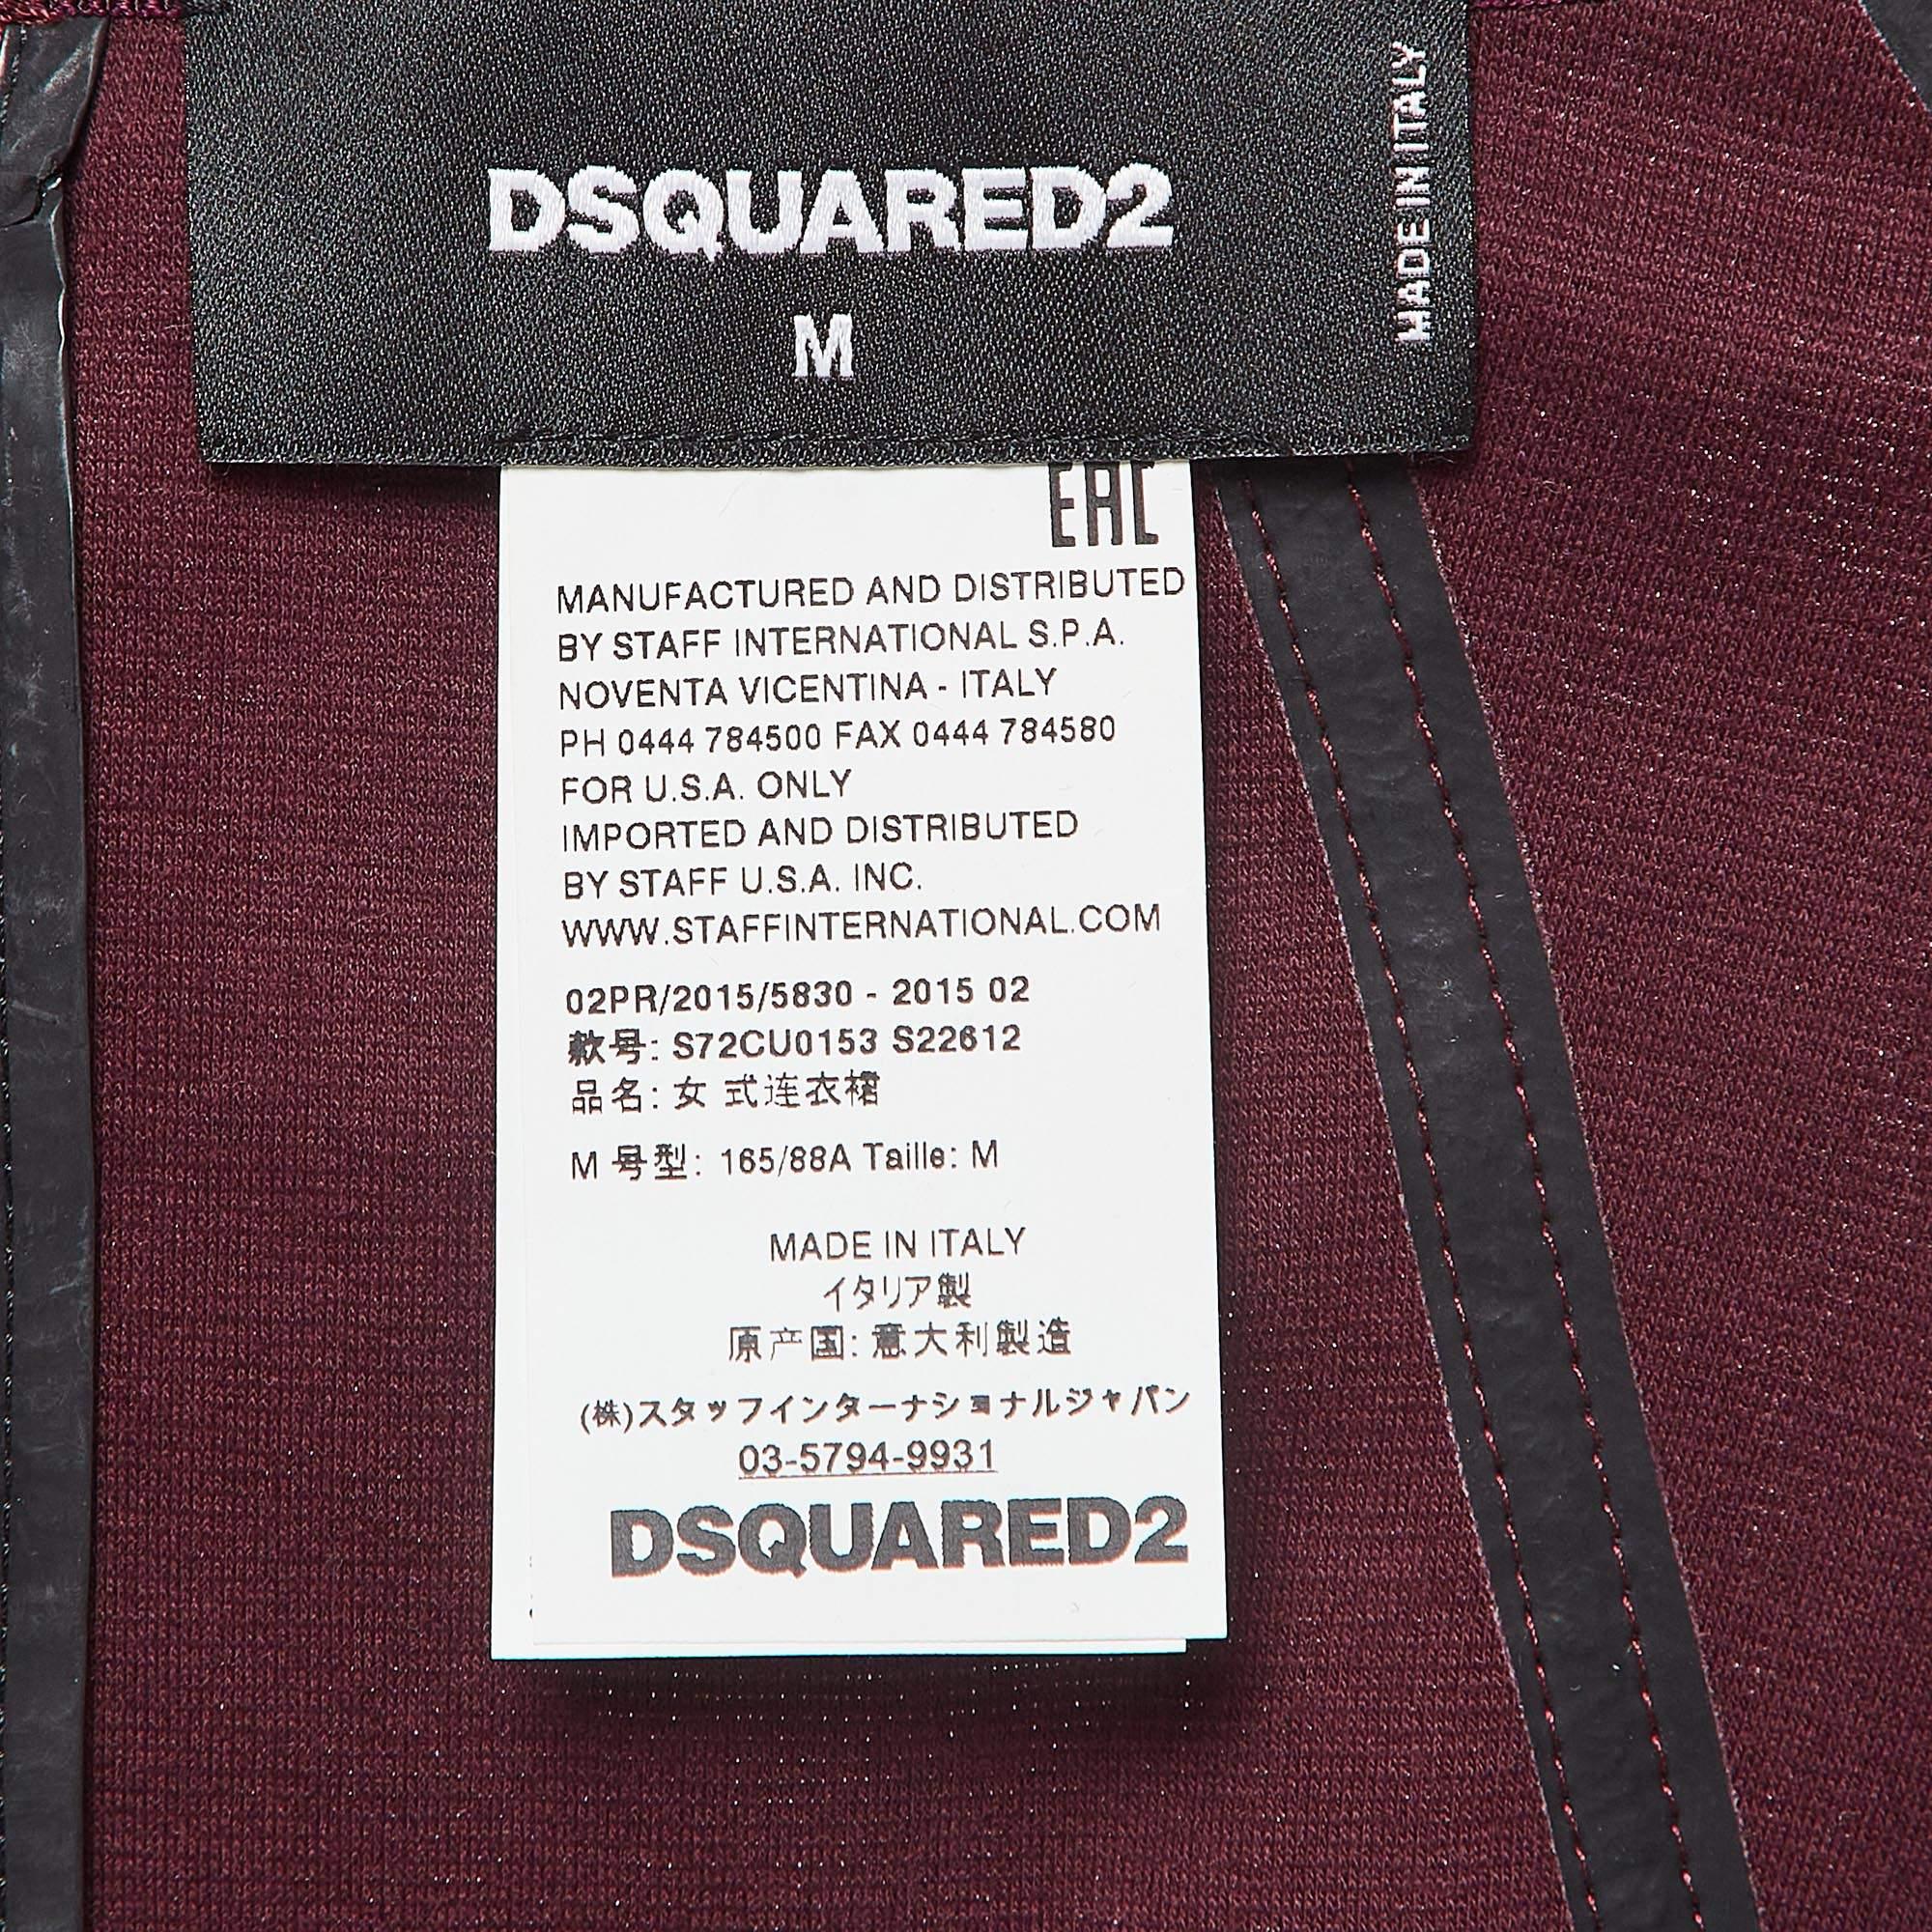 DSQUARED2
M
MADE IN ITALY
EAC
MANUFACTURED AND DISTRIBUTED
BY STAFF INTERNATIONAL S.P.A.
NOVENTA VICENTINA - ITALY
PH 0444 784500 FAX 0444 784580
FOR U.S.A. ONLY
IMPORTED AND DISTRIBUTED
BY STAFF U.S.A. INC.
WWW.STAFFINTERNATIONAL.COM
02PR/2015/5830 - 2015 02
款号: S72CU0153 S22612
品名: 女 式连衣裙
M 号型: 165/88A Taille: M
MADE IN ITALY
イタリア製
原产国: 意大利製造
(株)スタッフインターナショナルジャパン
03-5794-9931
DSQUARED2